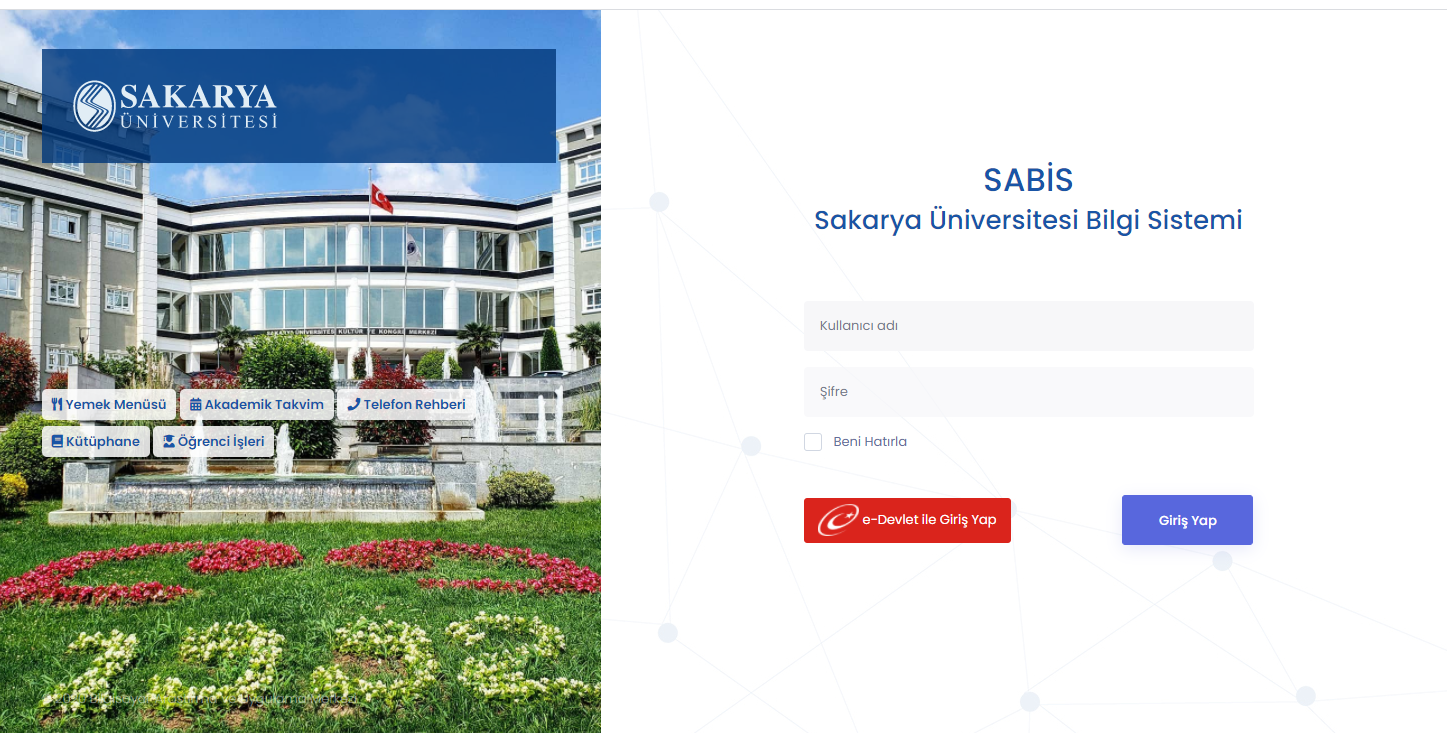 SAKARYA
ÜNİVERSİTESİ
SAKARYA ÜNİVERSİTESİ KÜLTÜR VE KONGRE MERKEZİ
Yemek Menüsü Akademik Takvim Telefon Rehberi
Kütüphane Öğrenci İşleri
SABİS
Sakarya Üniversitesi Bilgi Sistemi
Kullanıcı adı
Şifre
Beni Hatırla
e-Devlet ile Giriş Yap
Giriş Yap